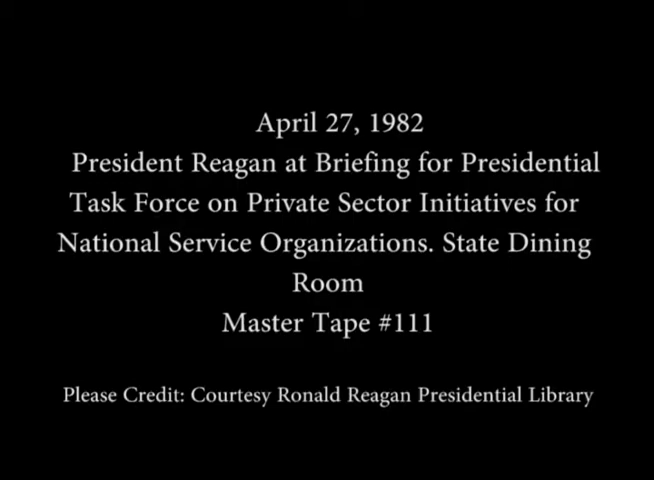 April 27, 1982
President Reagan at Briefing for Presidential
Task Force on Private Sector Initiatives for
National Service Organizations. State Dining
Room
Master Tape #111
Please Credit: Courtesy Ronald Reagan Presidential Library